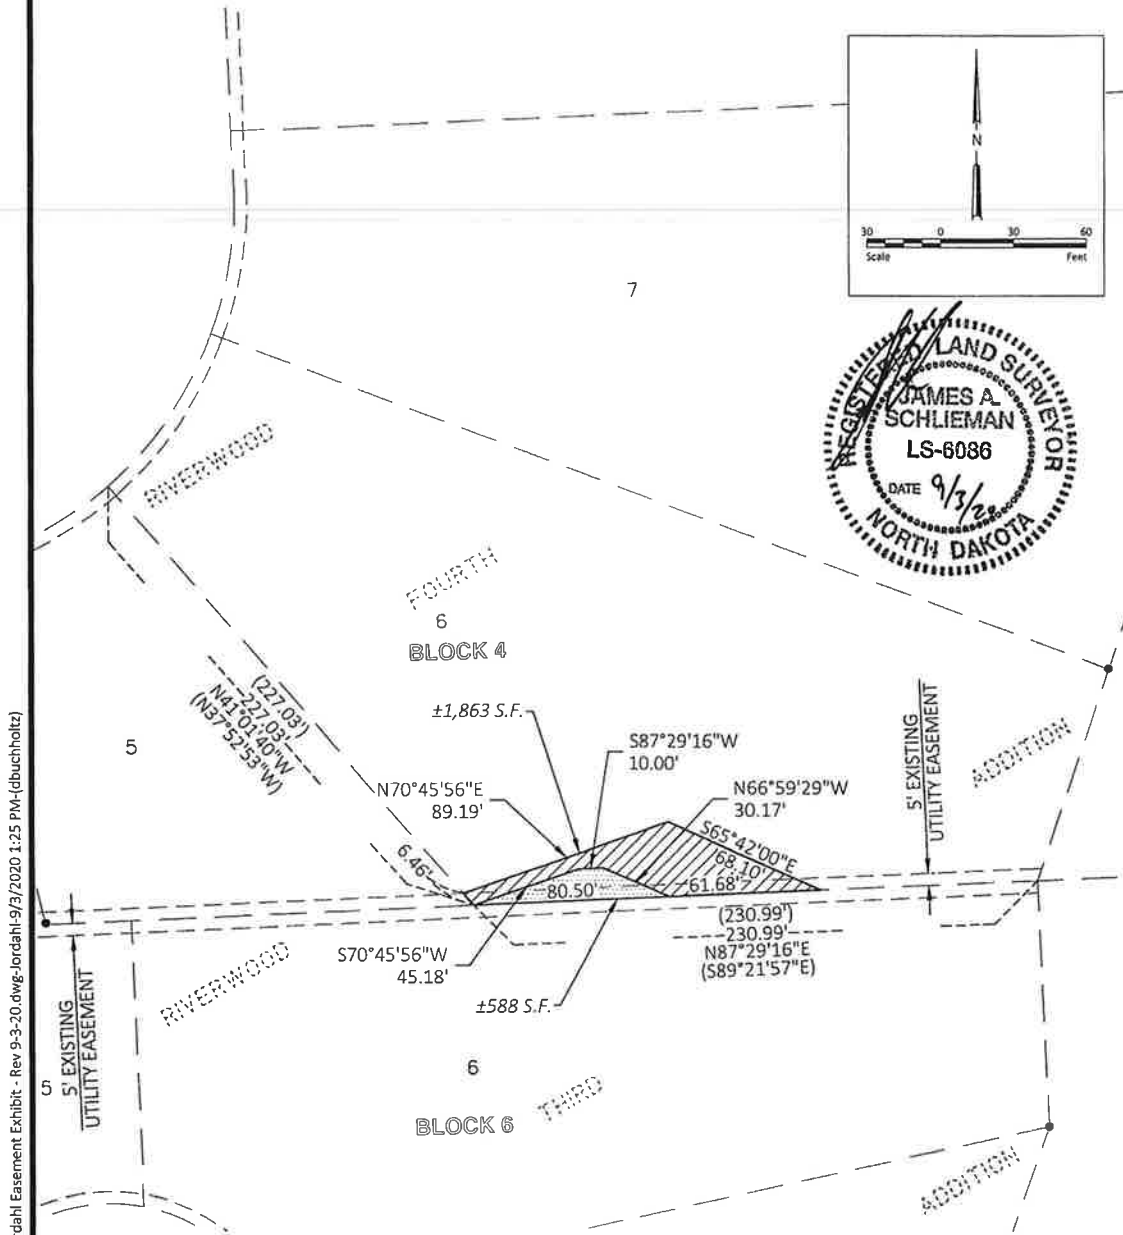 N
30 0 30 60
Scale Feet
7
REGISTERED LAND SURVEYOR
JAMES A.
SCHLIEMAN
LS-6086
DATE 9/3/20
NORTH DAKOTA
RIVERWOOD
FOURTH
6
BLOCK 4
(227.03')
227.03'
N41°01'40"W
(N37°52'53"W)
5
±1,863 S.F.
S87°29'16"W
10.00'
N70°45'56"E
89.19'
N66°59'29"W
30.17'
5' EXISTING
UTILITY EASEMENT
ADDITION
S65°42'00"E
68.10'
6.46'
80.50'
61.68'
(230.99')
230.99'
N87°29'16"E
(S89°21'57"E)
S70°45'56"W
45.18'
±588 S.F.
RIVERWOOD
5' EXISTING
UTILITY EASEMENT
5
6
BLOCK 6
THIRD
ADDITION
rdahl Easement Exhibit - Rev 9-3-20.dwg-Jordahl-9/3/2020 1:25 PM-(dbuchholtz)